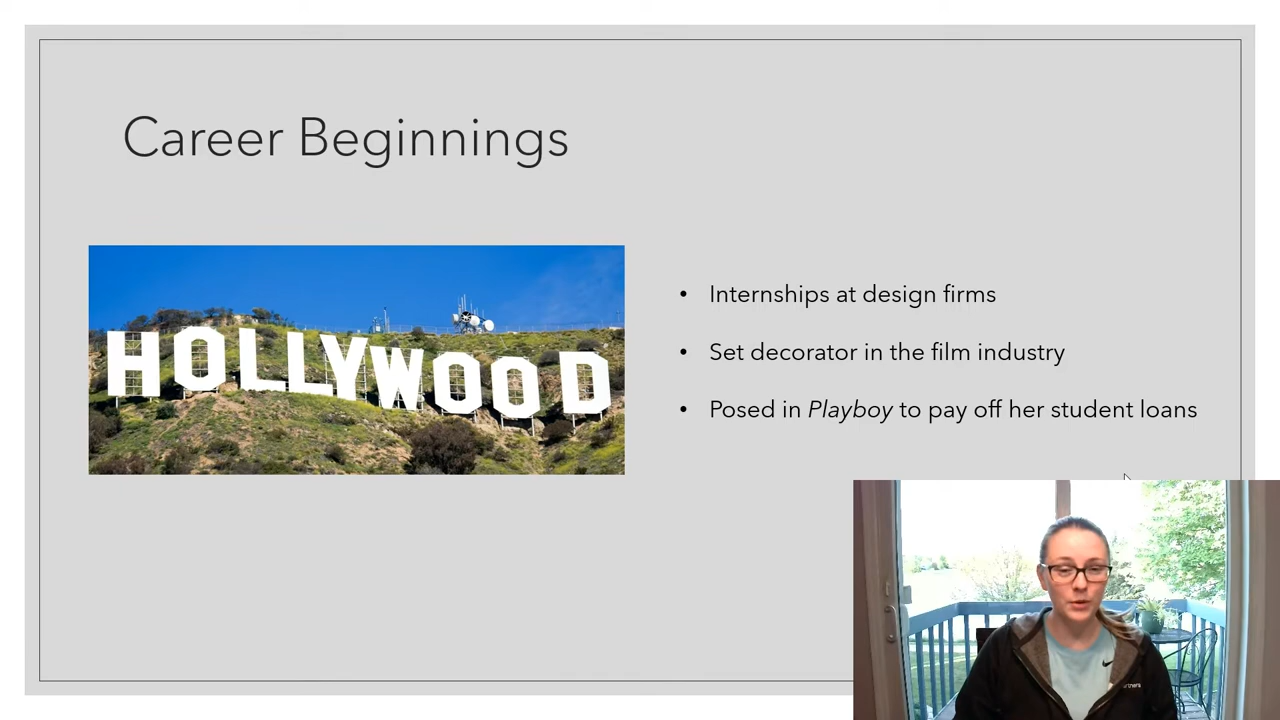 Career Beginnings
HOLLYWOOD
Internships at design firms
Set decorator in the film industry
Posed in Playboy to pay off her student loans